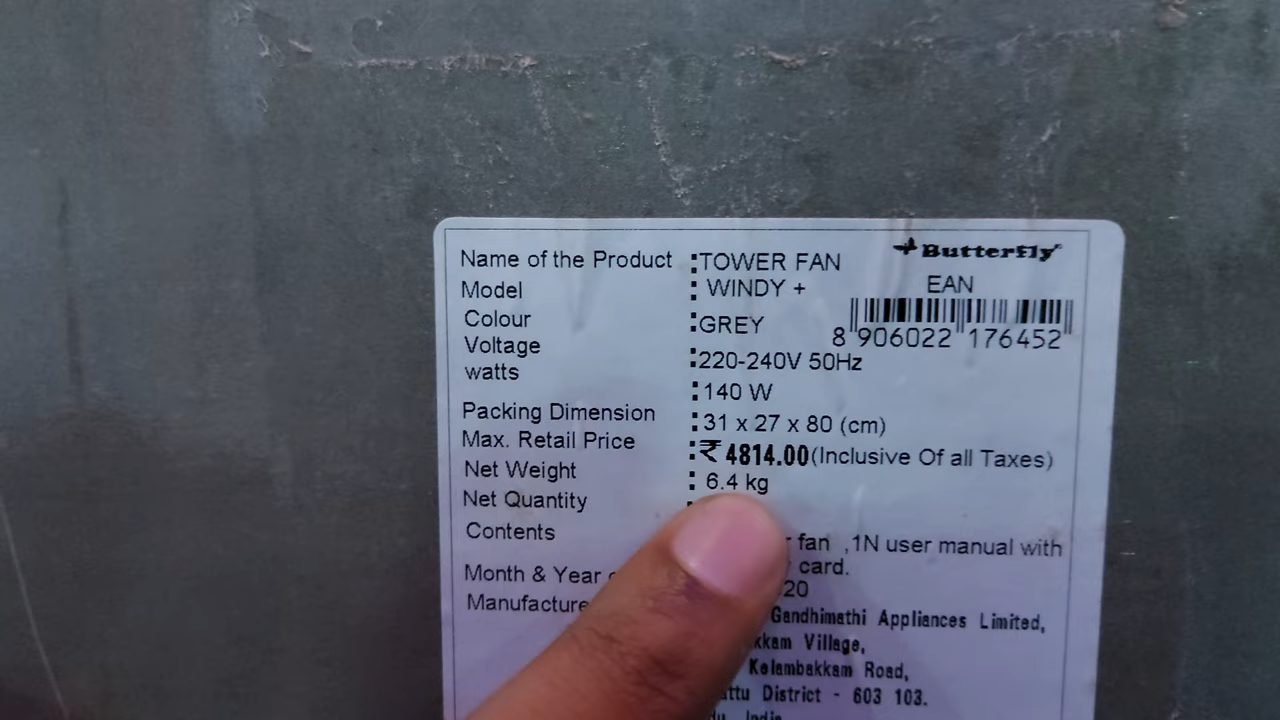 Butterfly
EAN
8 906022 176452
Name of the Product : TOWER FAN
Model : WINDY +
Colour : GREY
Voltage : 220-240V 50Hz
watts : 140 W
Packing Dimension : 31 x 27 x 80 (cm)
Max. Retail Price : ₹ 4814.00 (Inclusive Of all Taxes)
Net Weight : 6.4 kg
Net Quantity :
Contents fan ,1N user manual with
card.
Month & Year 20
Gandhimathi Appliances Limited,
Village,
Kelambakkam Road,
District - 603 103.
India